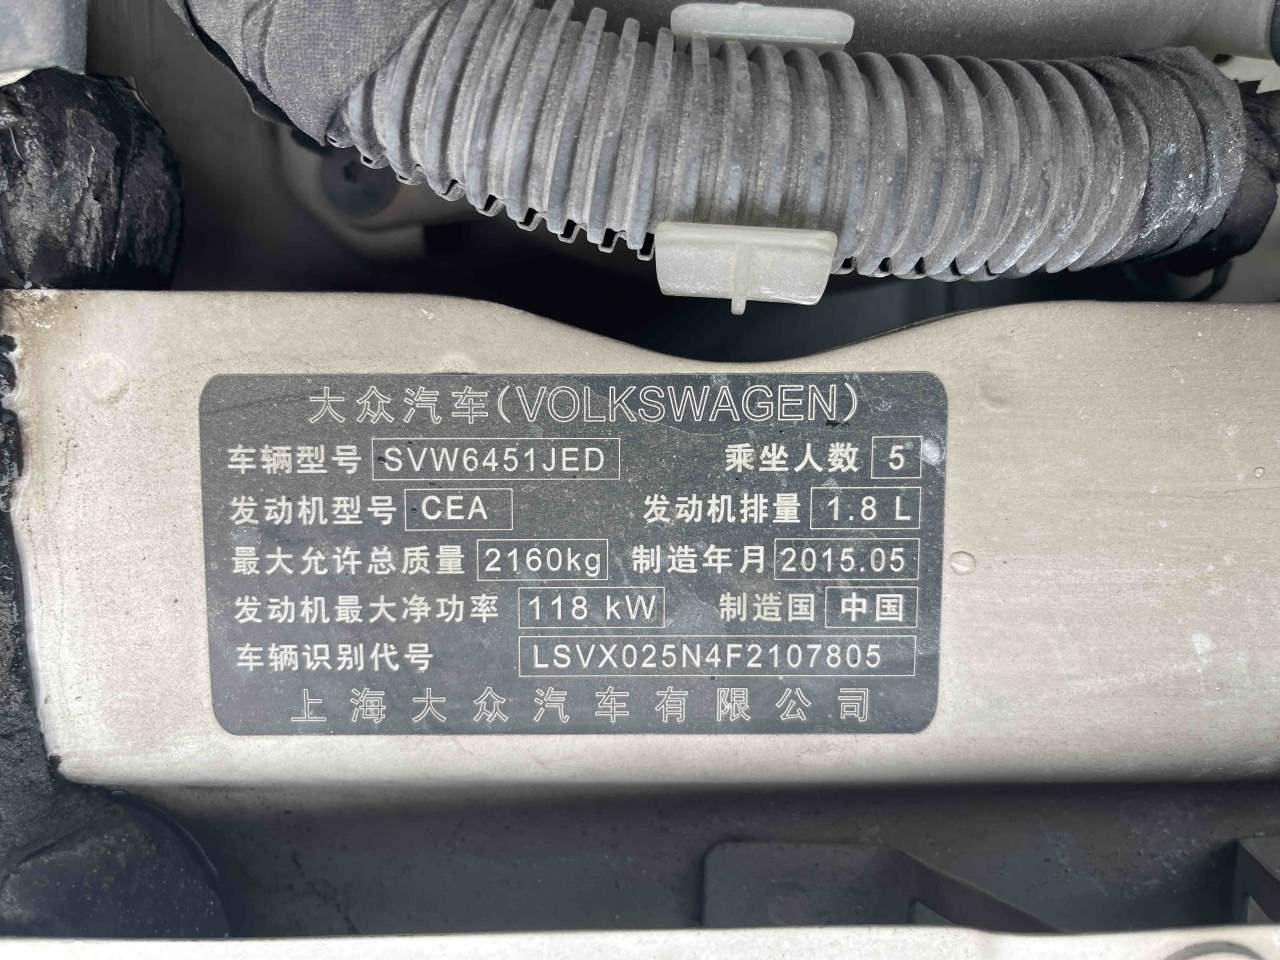 大众汽车(VOLKSWAGEN)
车辆型号 SVW6451JED 乘坐人数 5
发动机型号 CEA 发动机排量 1.8 L
最大允许总质量 2160kg 制造年月 2015.05
发动机最大净功率 118 kW 制造国 中国
车辆识别代号 LSVX025N4F2107805
上海大众汽车有限公司